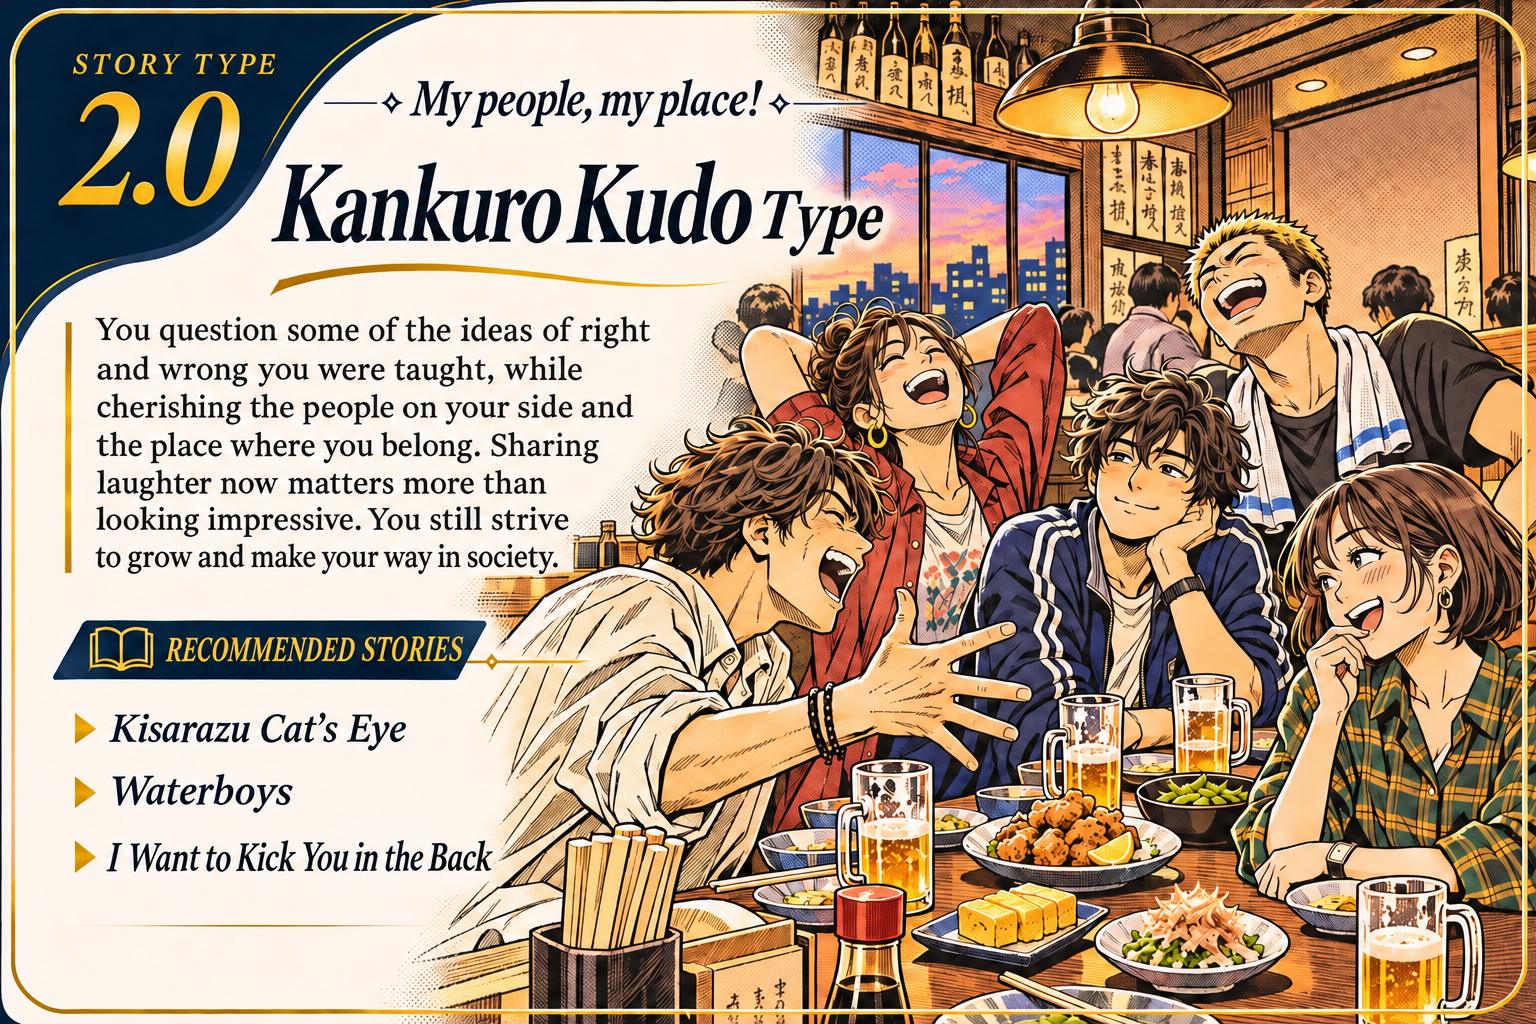 STORY TYPE
2.0
My people, my place!
Kankuro Kudo Type
You question some of the ideas of right
and wrong you were taught, while
cherishing the people on your side and
the place where you belong. Sharing
laughter now matters more than
looking impressive. You still strive
to grow and make your way in society.
RECOMMENDED STORIES
Kisarazu Cat's Eye
Waterboys
I Want to Kick You in the Back